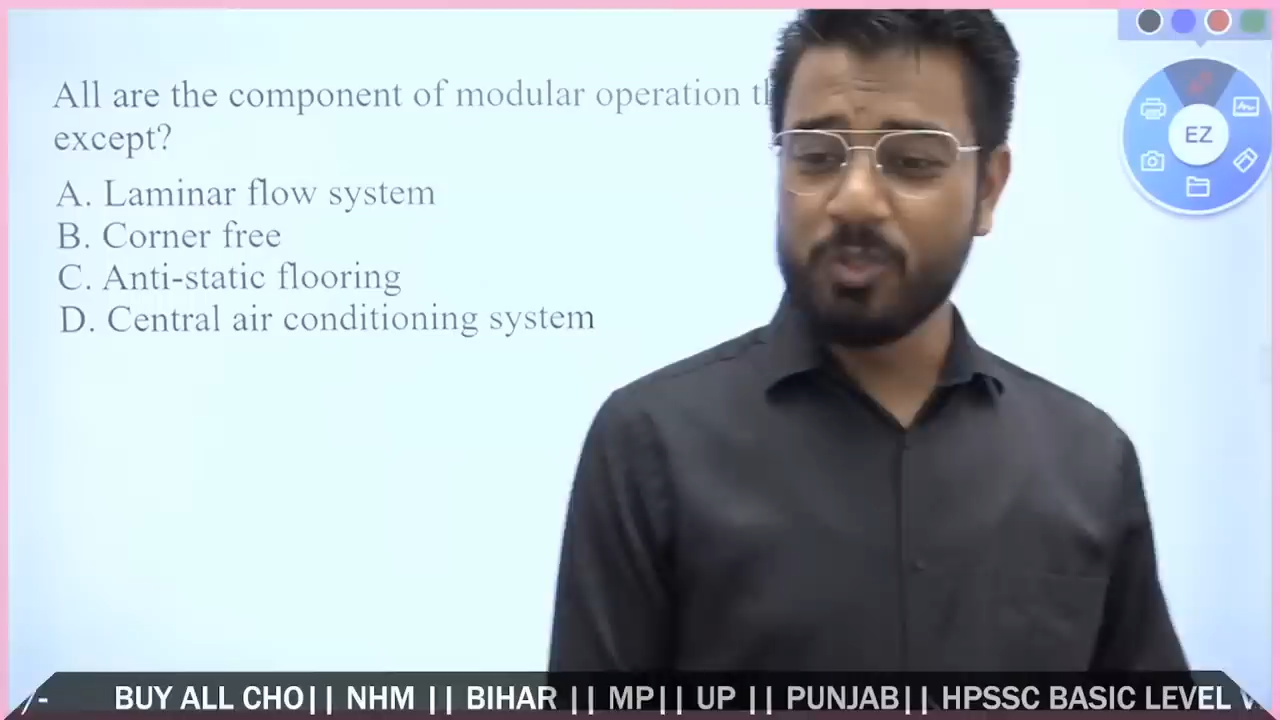 All are the component of modular operation
except?
A. Laminar flow system
B. Corner free
C. Anti-static flooring
D. Central air conditioning system
EZ
/- BUY ALL CHO|| NHM || BIHAR || MP|| UP || PUNJAB|| HPSSC BASIC LEVEL